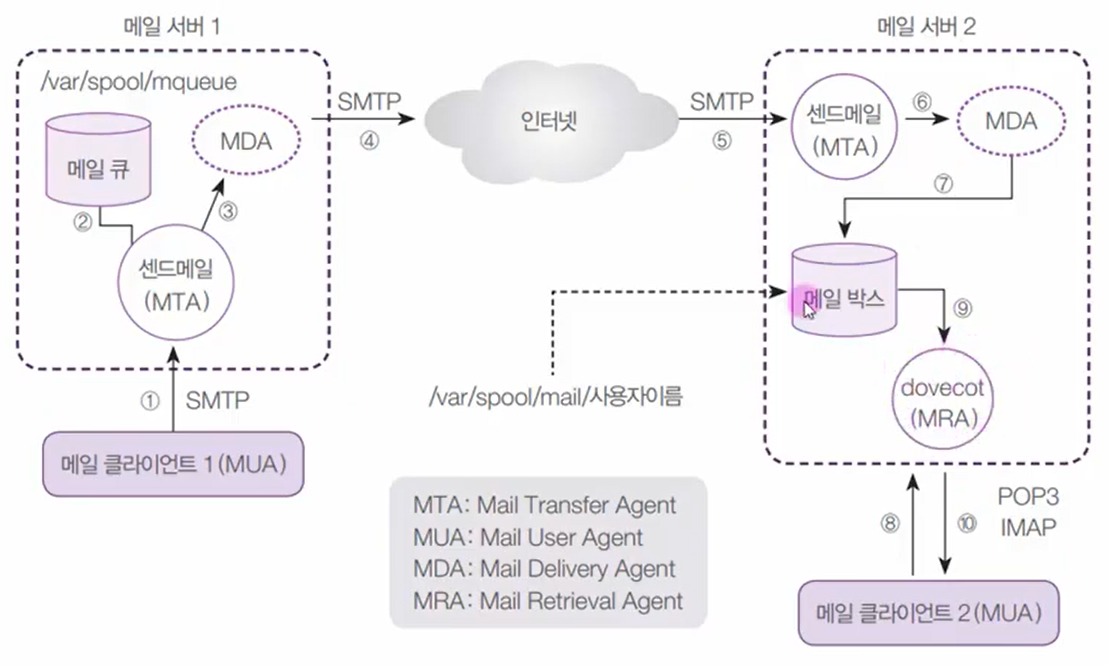 메일 서버 1
/var/spool/mqueue
메일 큐
MDA
②
③
센드메일
(MTA)
①
SMTP
메일 클라이언트 1(MUA)
SMTP
④
인터넷
SMTP
⑤
메일 서버 2
센드메일
(MTA)
⑥
MDA
⑦
메일 박스
⑨
/var/spool/mail/사용자이름
dovecot
(MRA)
MTA: Mail Transfer Agent
MUA: Mail User Agent
MDA: Mail Delivery Agent
MRA: Mail Retrieval Agent
⑧
⑩
POP3
IMAP
메일 클라이언트 2(MUA)